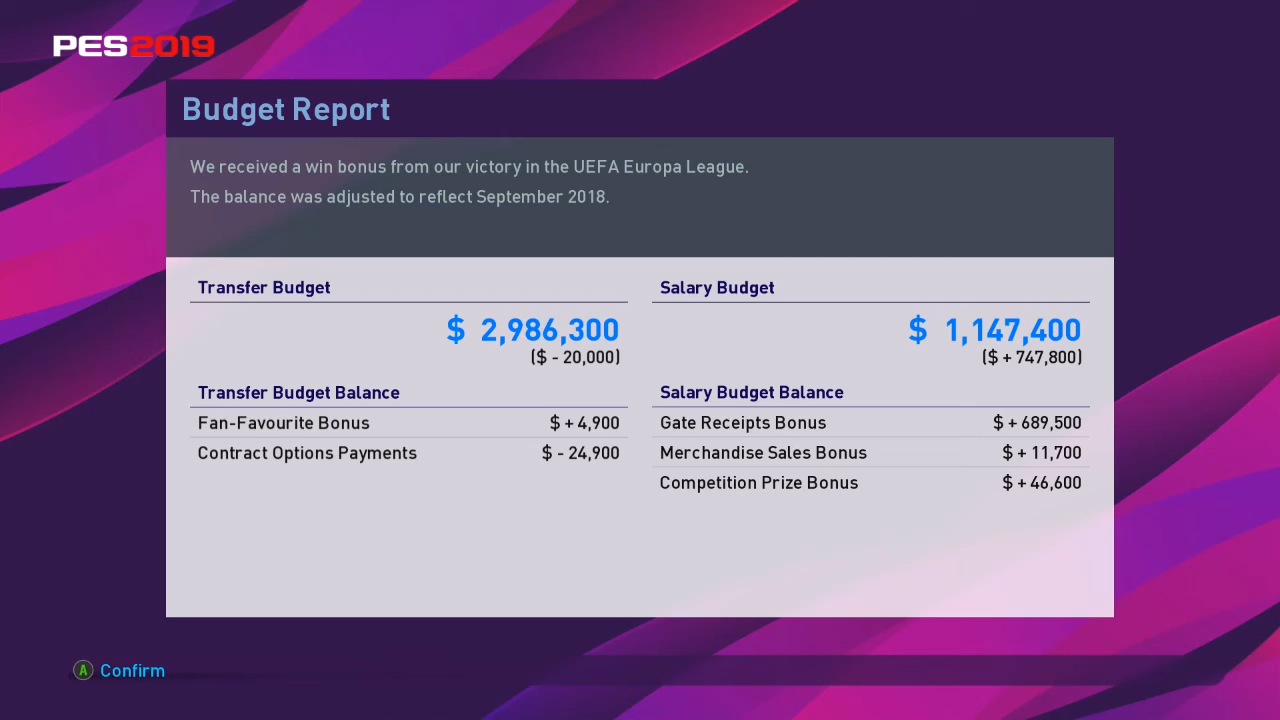 PES2019
Budget Report
We received a win bonus from our victory in the UEFA Europa League.
The balance was adjusted to reflect September 2018.
Transfer Budget
$ 2,986,300
($ - 20,000)
Transfer Budget Balance
Fan-Favourite Bonus $ + 4,900
Contract Options Payments $ - 24,900
Salary Budget
$ 1,147,400
($ + 747,800)
Salary Budget Balance
Gate Receipts Bonus $ + 689,500
Merchandise Sales Bonus $ + 11,700
Competition Prize Bonus $ + 46,600
A Confirm